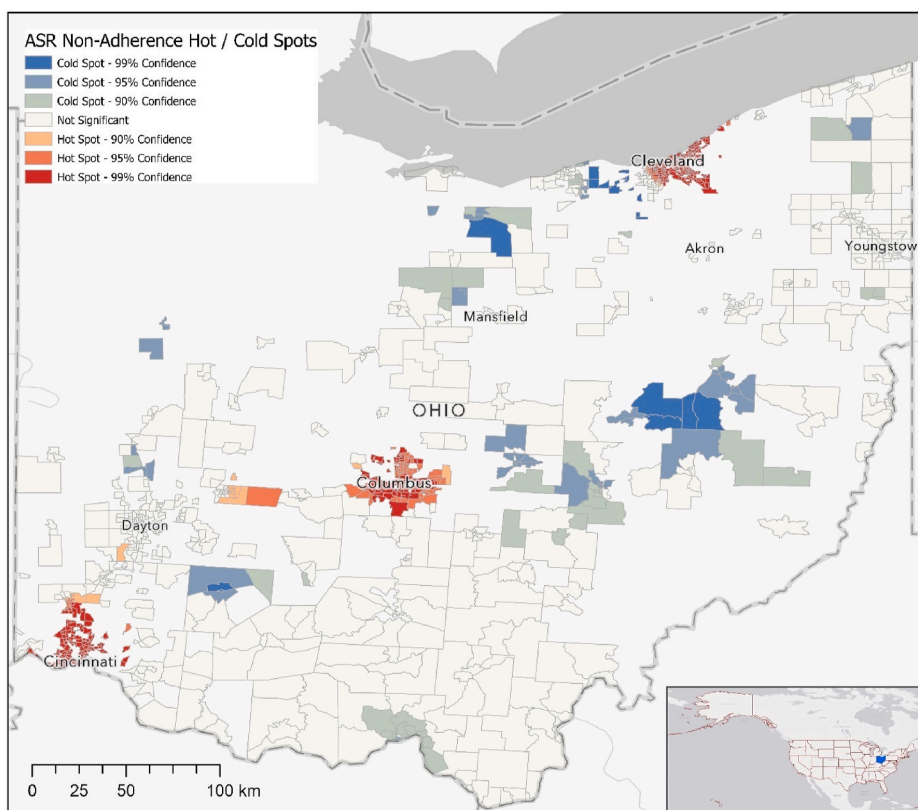 ASR Non-Adherence Hot / Cold Spots
Cold Spot - 99% Confidence
Cold Spot - 95% Confidence
Cold Spot - 90% Confidence
Not Significant
Hot Spot - 90% Confidence
Hot Spot - 95% Confidence
Hot Spot - 99% Confidence
Cleveland
Akron
Youngstow
Mansfield
OHIO
Columbus
Dayton
Cincinnati
0 25 50 100 km